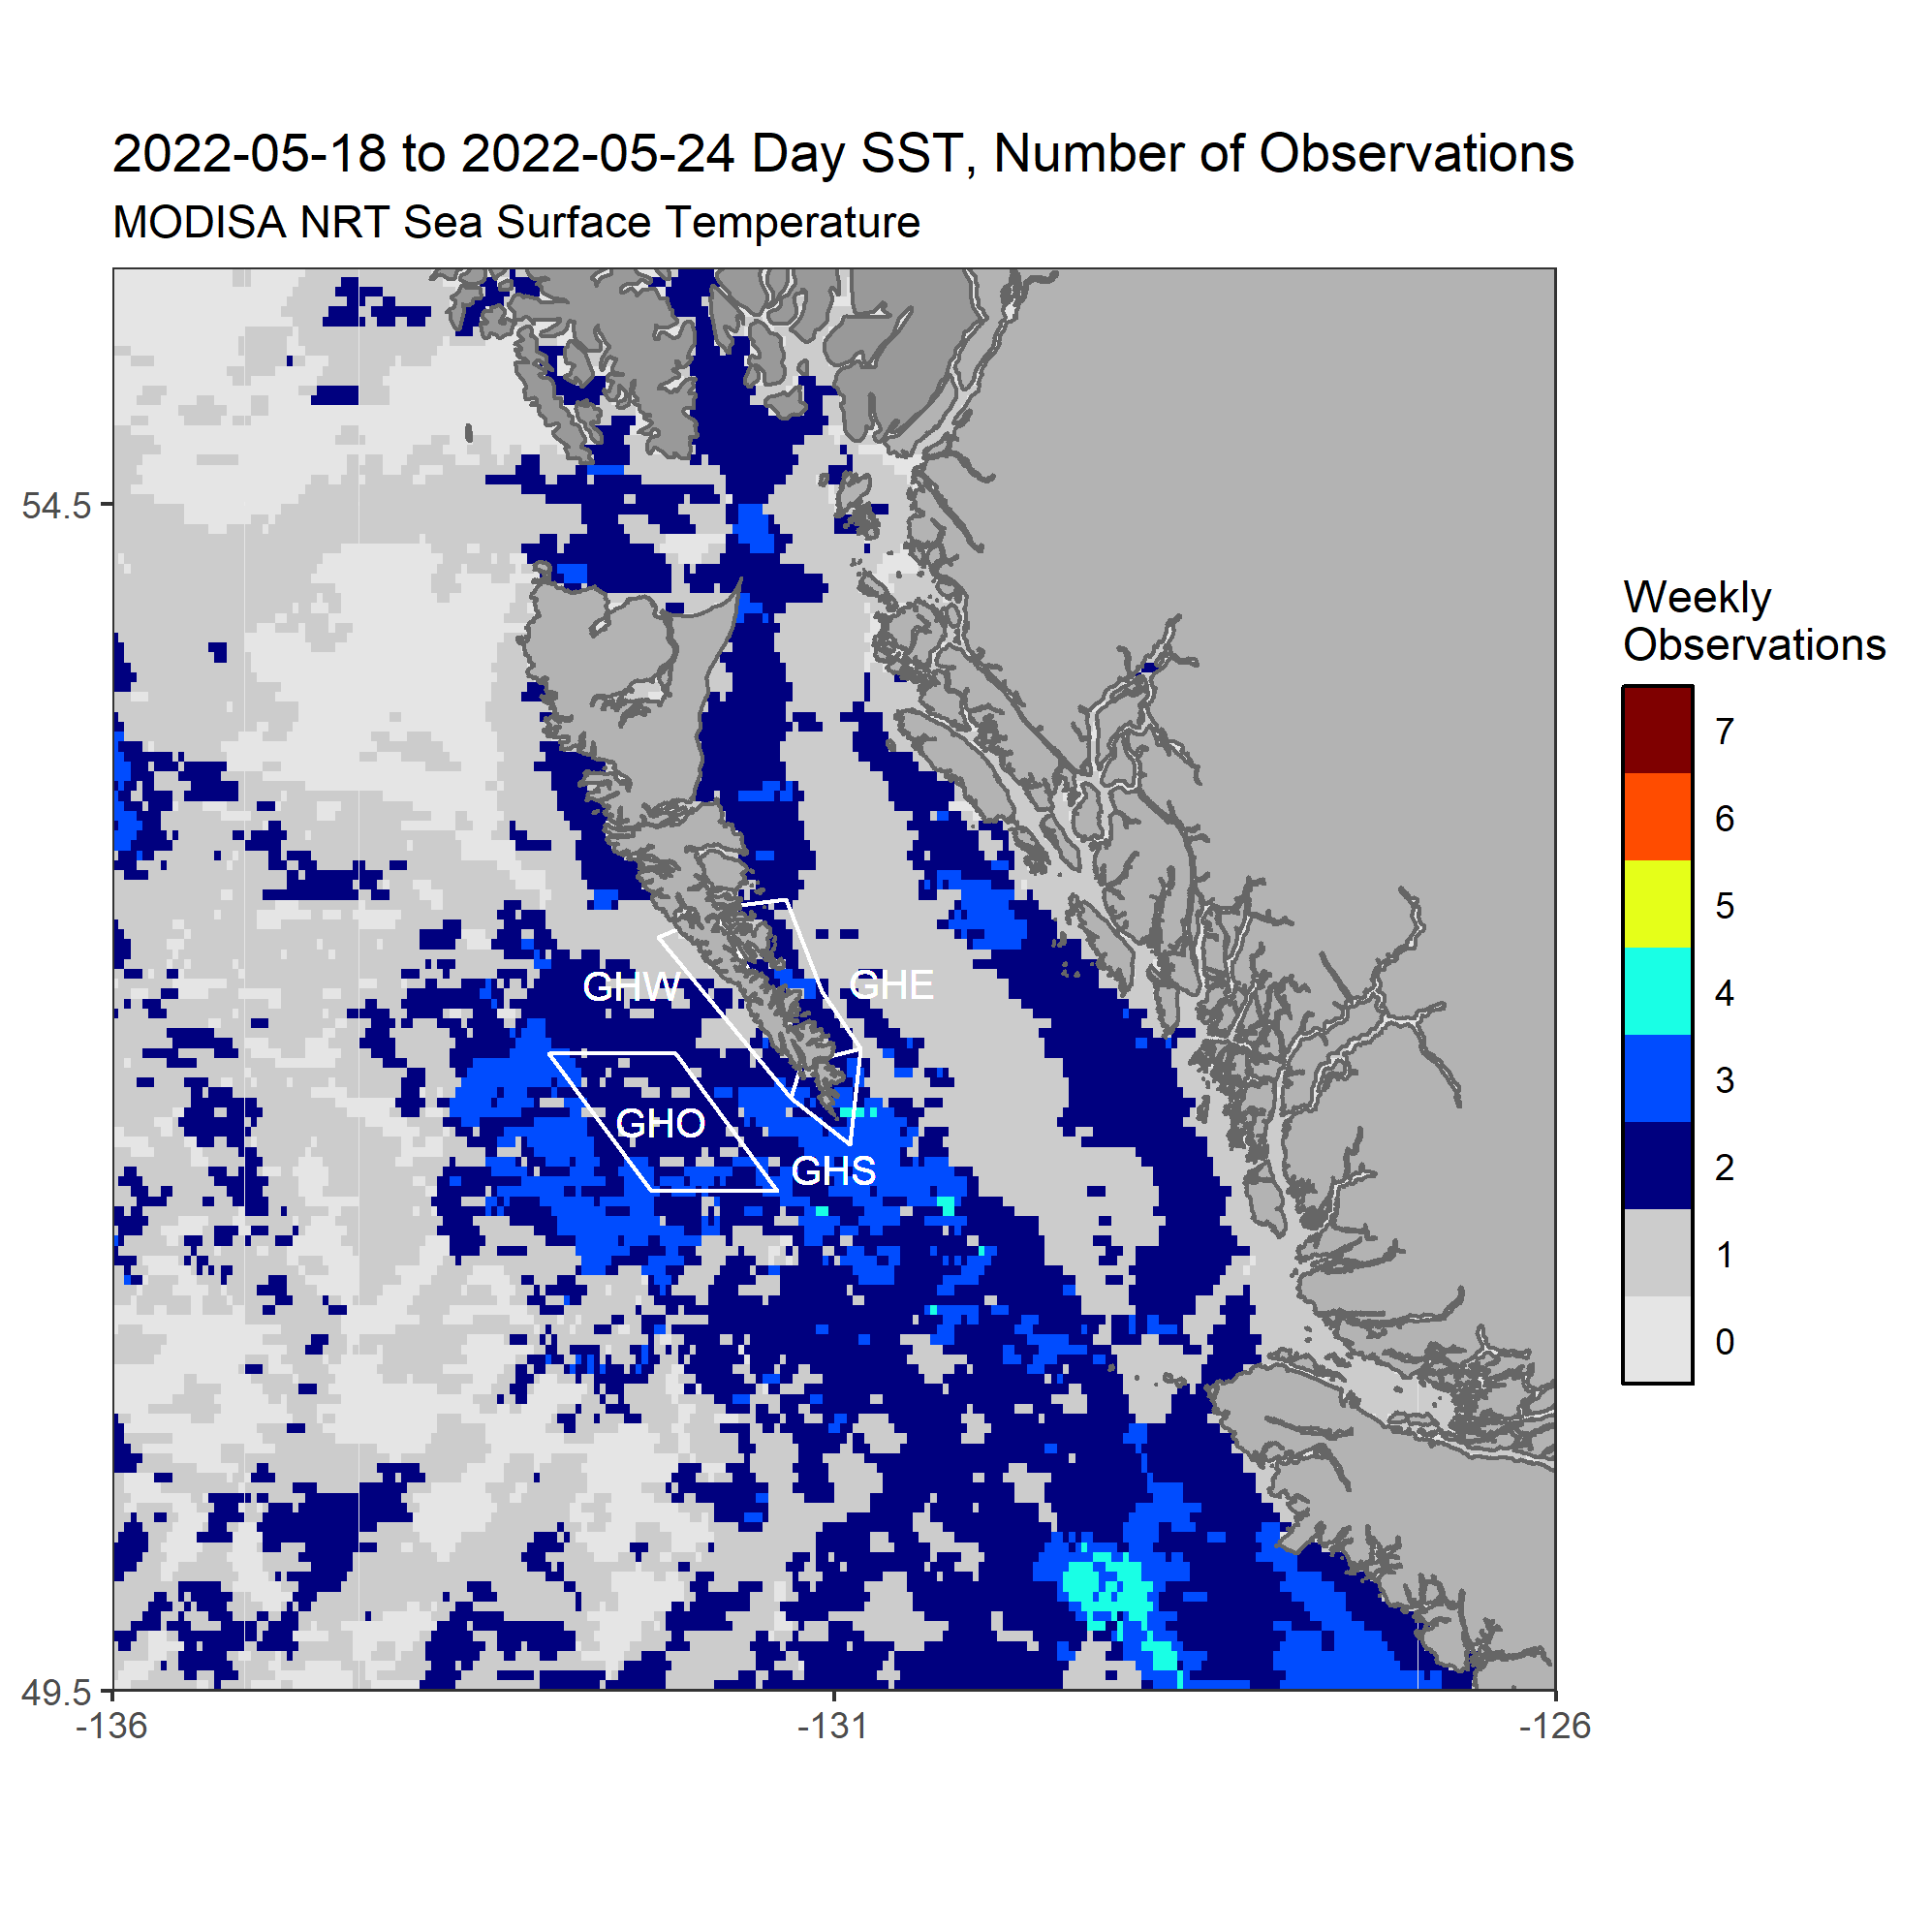 2022-05-18 to 2022-05-24 Day SST, Number of Observations
MODISA NRT Sea Surface Temperature
54.5
49.5
-136
-131
-126
GHW
GHE
GHO
GHS
Weekly
Observations
7
6
5
4
3
2
1
0